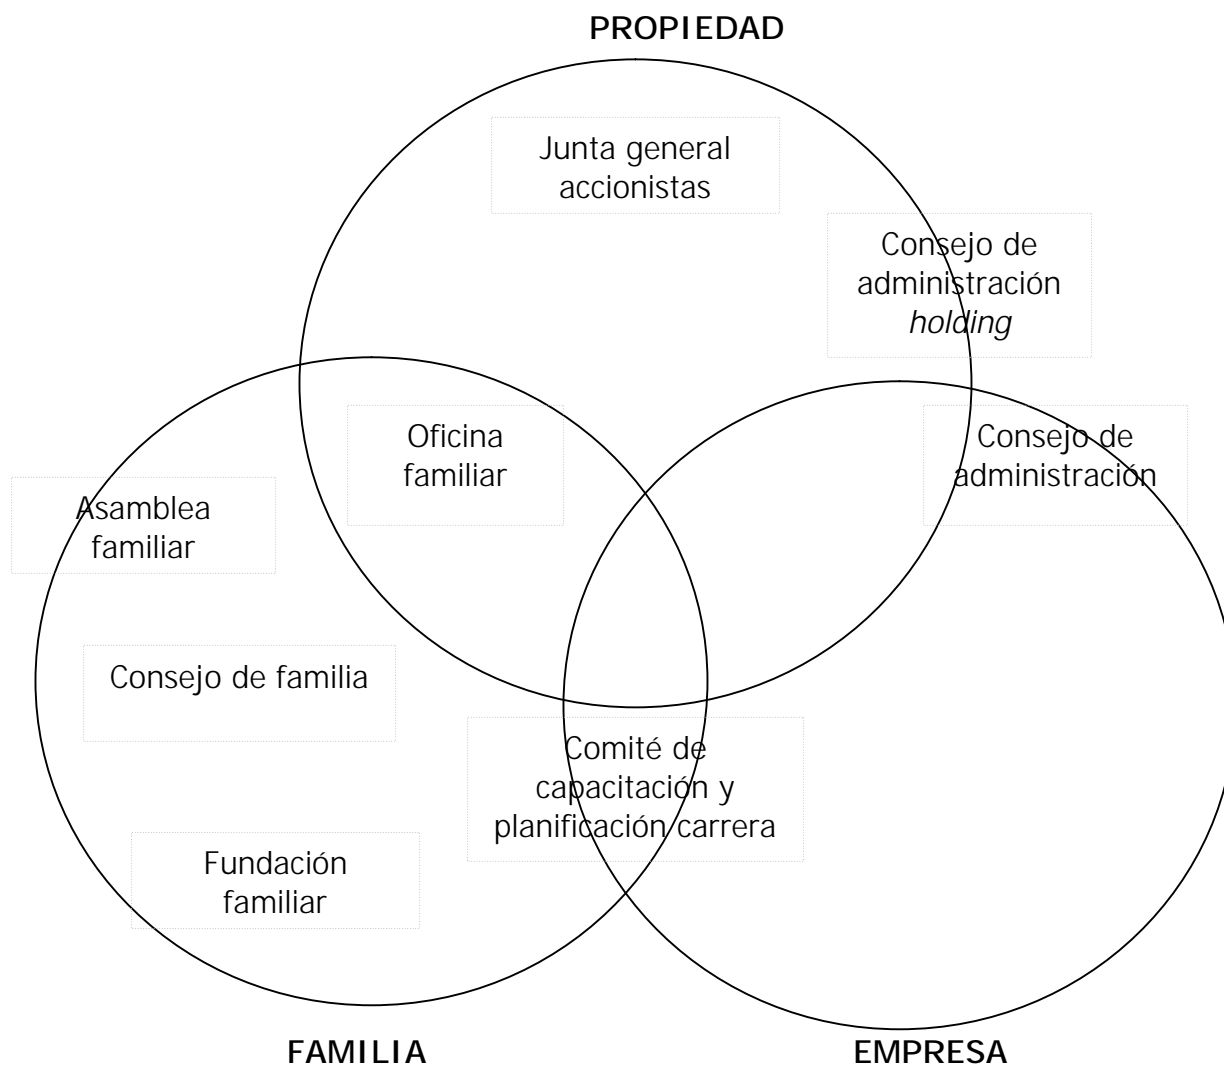 PROPIEDAD
Junta general
accionistas
Consejo de
administración
holding
Oficina
familiar
Consejo de
administración
Asamblea
familiar
Consejo de familia
Comité de
capacitación y
planificación carrera
Fundación
familiar
FAMILIA
EMPRESA